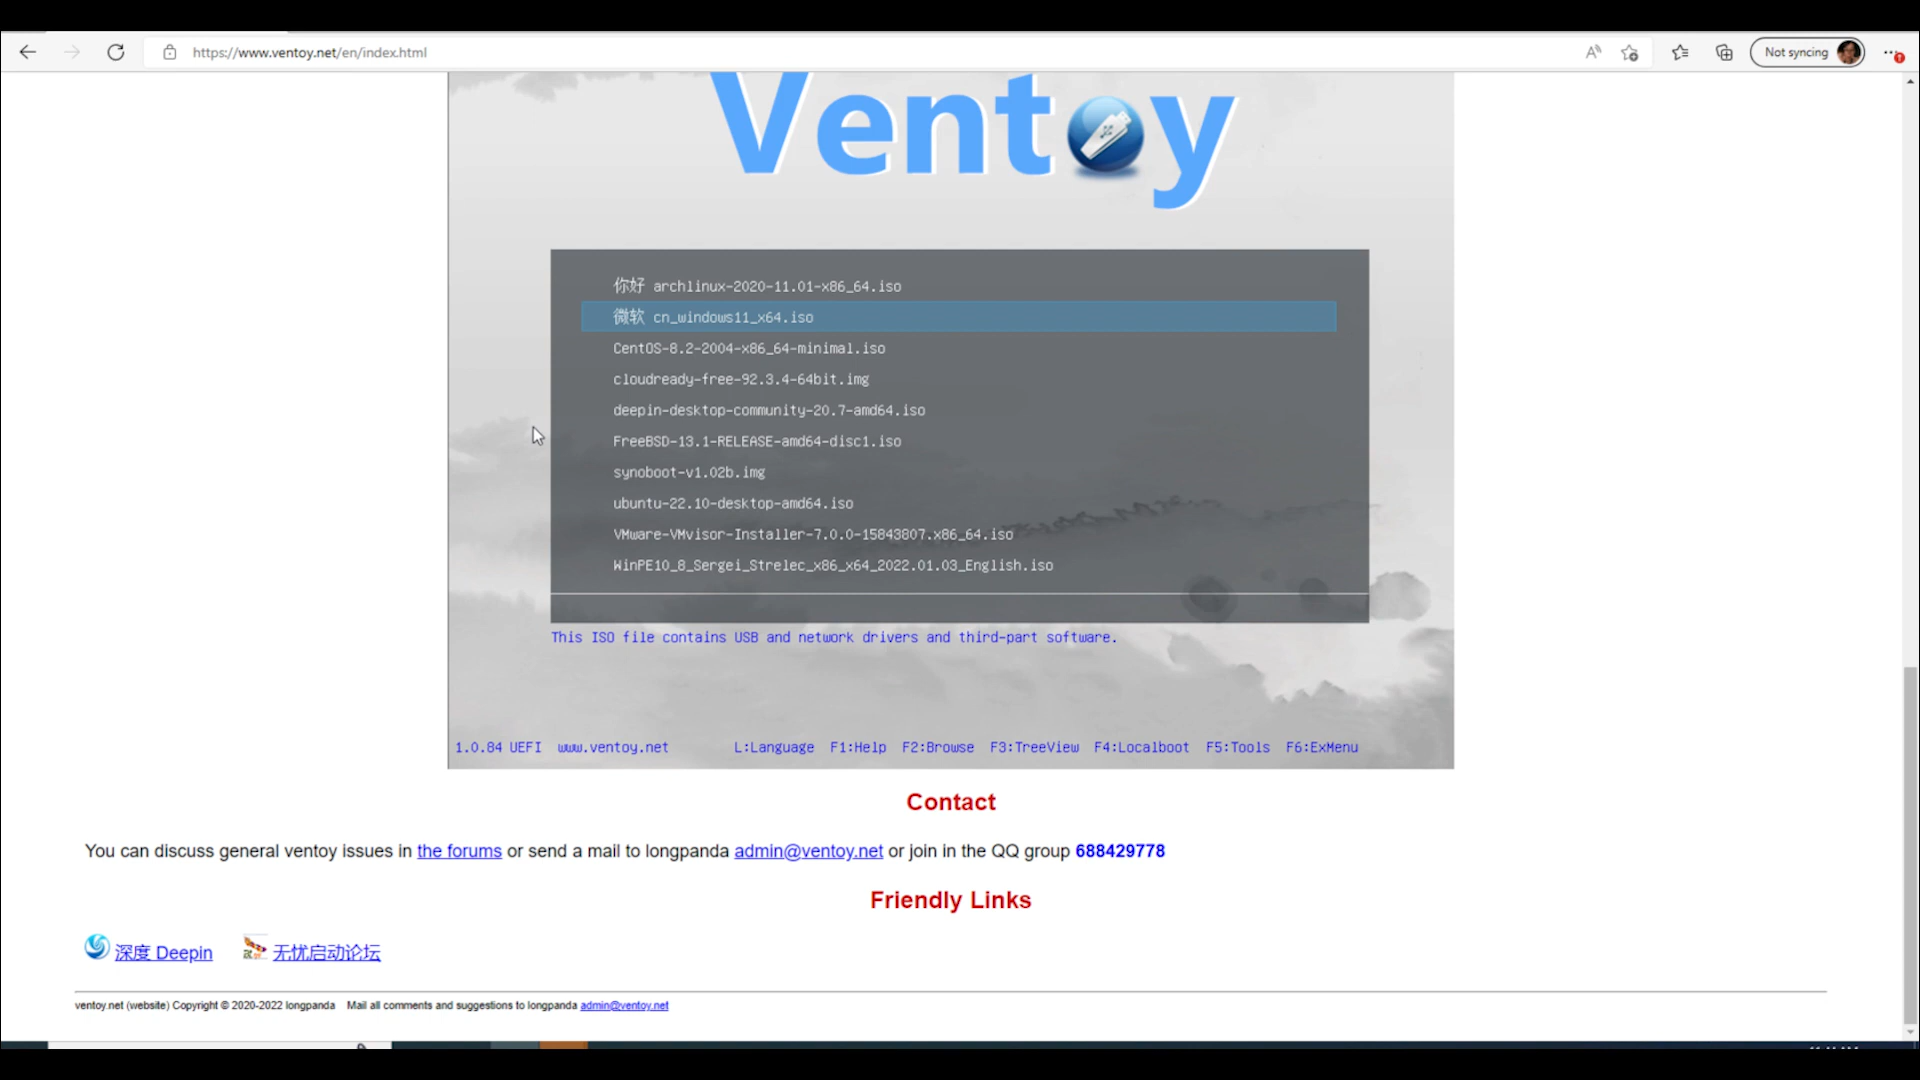 https://www.ventoy.net/en/index.html
Not syncing
Ventoy
你好 archlinux-2020-11.01-x86_64.iso
微软 cn_windows11_x64.iso
CentOS-8.2-2004-x86_64-minimal.iso
cloudready-free-92.3.4-64bit.img
deepin-desktop-community-20.7-amd64.iso
FreeBSD-13.1-RELEASE-amd64-disc1.iso
synoboot-v1.02b.img
ubuntu-22.10-desktop-amd64.iso
VMware-VMvisor-Installer-7.0.0-15843807.x86_64.iso
WinPE10_8_Sergei_Strelec_x86_x64_2022.01.03_English.iso
This ISO file contains USB and network drivers and third-part software.
1.0.84 UEFI www.ventoy.net L:Language F1:Help F2:Browse F3:TreeView F4:Localboot F5:Tools F6:ExMenu
Contact
You can discuss general ventoy issues in the forums or send a mail to longpanda admin@ventoy.net or join in the QQ group 688429778
Friendly Links
深度 Deepin 无忧启动论坛
ventoy.net (website) Copyright © 2020-2022 longpanda Mail all comments and suggestions to longpanda admin@ventoy.net